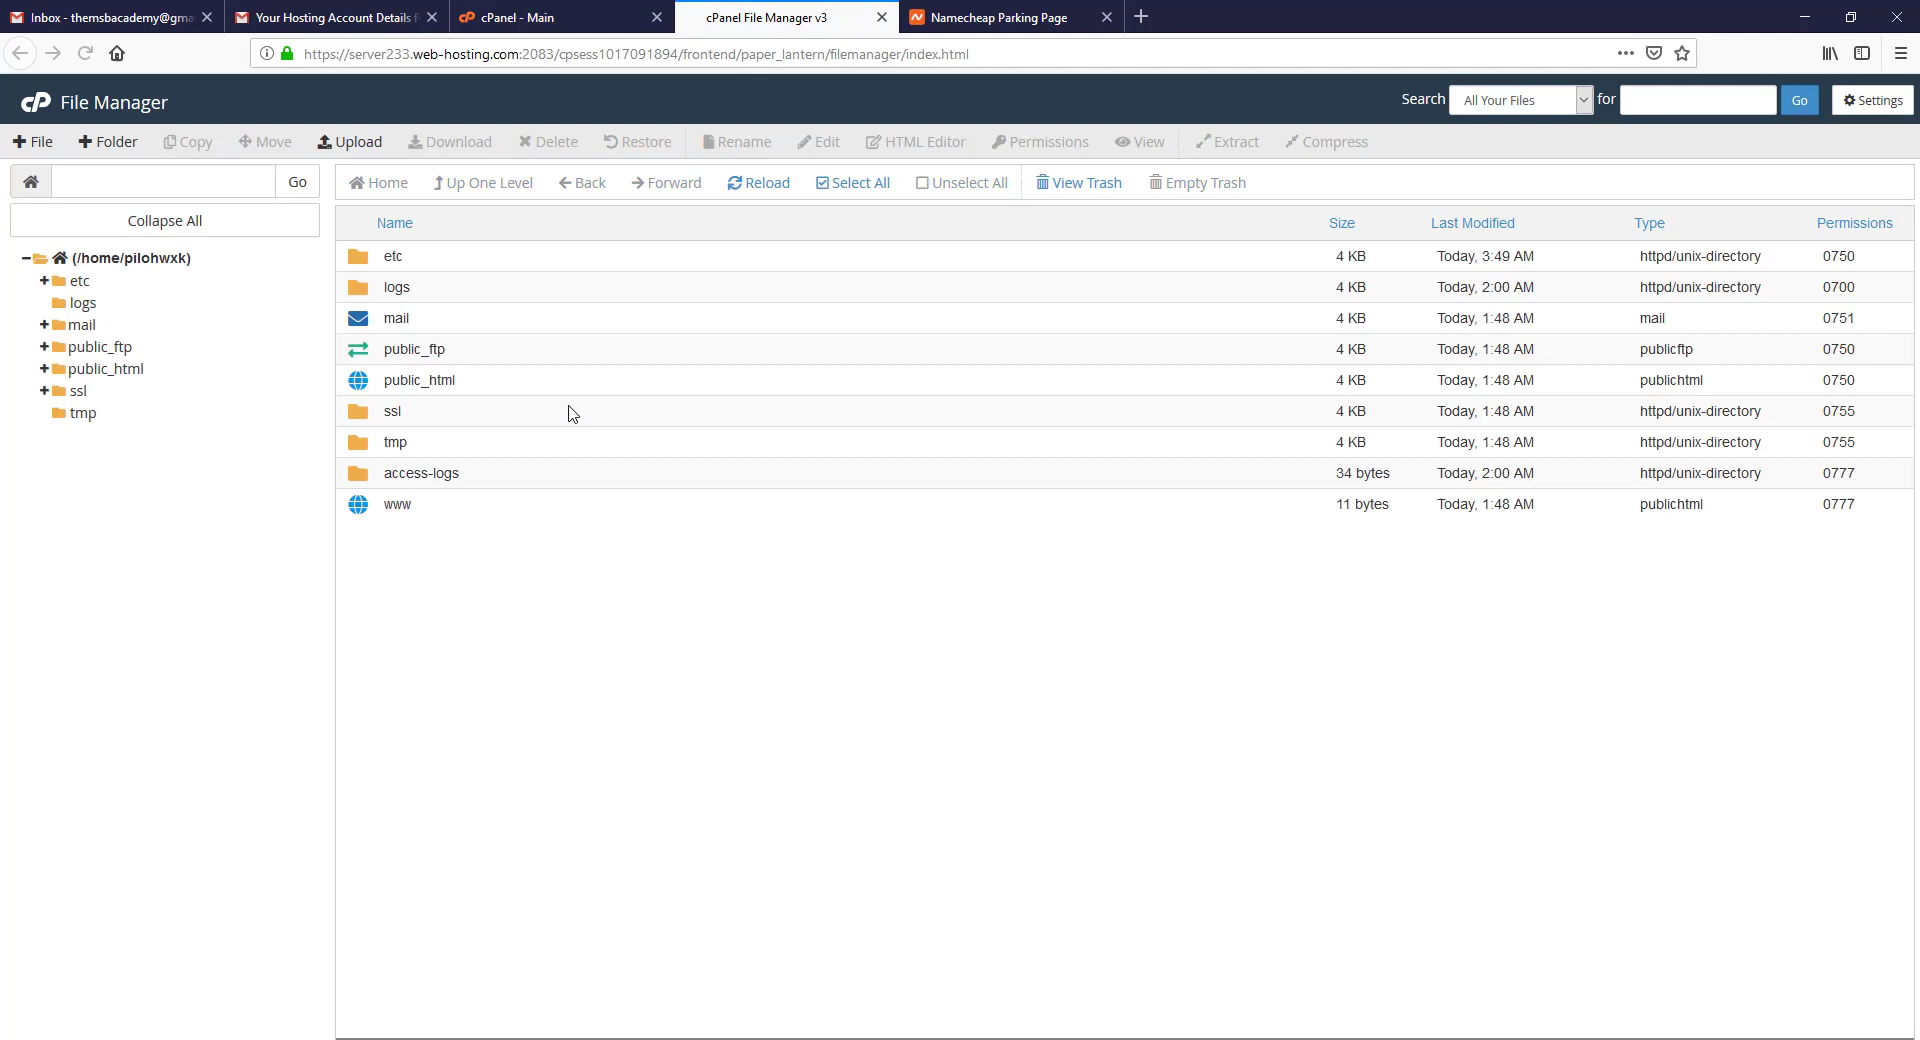 Inbox - themsbacademy@gma
Your Hosting Account Details f
cPanel - Main
cPanel File Manager v3
Namecheap Parking Page
https://server233.web-hosting.com:2083/cpsess1017091894/frontend/paper_lantern/filemanager/index.html
cP File Manager
Search All Your Files for Go Settings
File Folder Copy Move Upload Download Delete Restore Rename Edit HTML Editor Permissions View Extract Compress
Go Home Up One Level Back Forward Reload Select All Unselect All View Trash Empty Trash
Collapse All
(/home/pilohwxk)
etc
logs
mail
public_ftp
public_html
ssl
tmp
Name Size Last Modified Type Permissions
etc 4 KB Today, 3:49 AM httpd/unix-directory 0750
logs 4 KB Today, 2:00 AM httpd/unix-directory 0700
mail 4 KB Today, 1:48 AM mail 0751
public_ftp 4 KB Today, 1:48 AM publicftp 0750
public_html 4 KB Today, 1:48 AM publichtml 0750
ssl 4 KB Today, 1:48 AM httpd/unix-directory 0755
tmp 4 KB Today, 1:48 AM httpd/unix-directory 0755
access-logs 34 bytes Today, 2:00 AM httpd/unix-directory 0777
www 11 bytes Today, 1:48 AM publichtml 0777